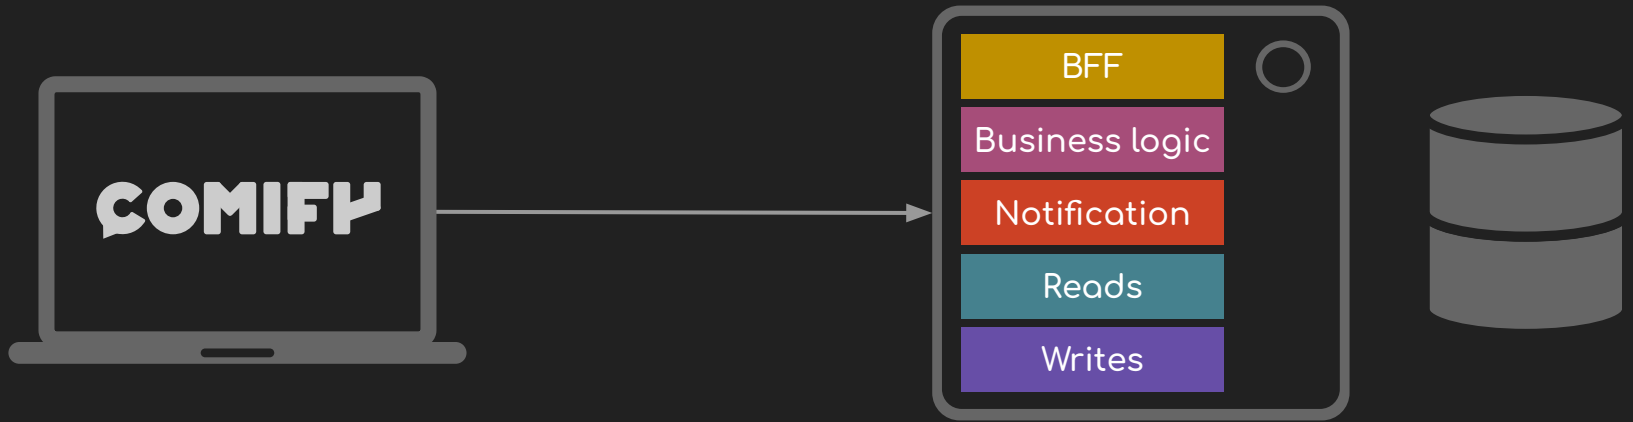 COMIFY
BFF
Business logic
Notification
Reads
Writes